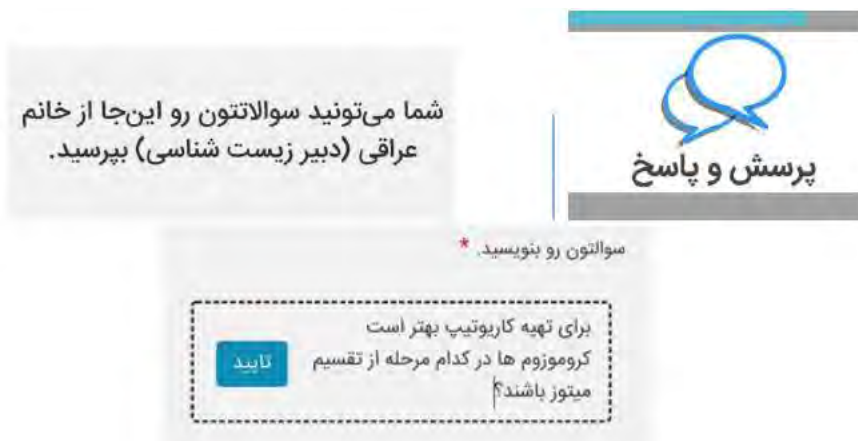 پرسش و پاسخ
شما می‌تونید سوالاتتون رو این‌جا از خانم
عراقی (دبیر زیست شناسی) بپرسید.
سوالتون رو بنویسید. *
برای تهیه کاریوتیپ بهتر است
کروموزوم ها در کدام مرحله از تقسیم
میتوز باشند؟
تایید